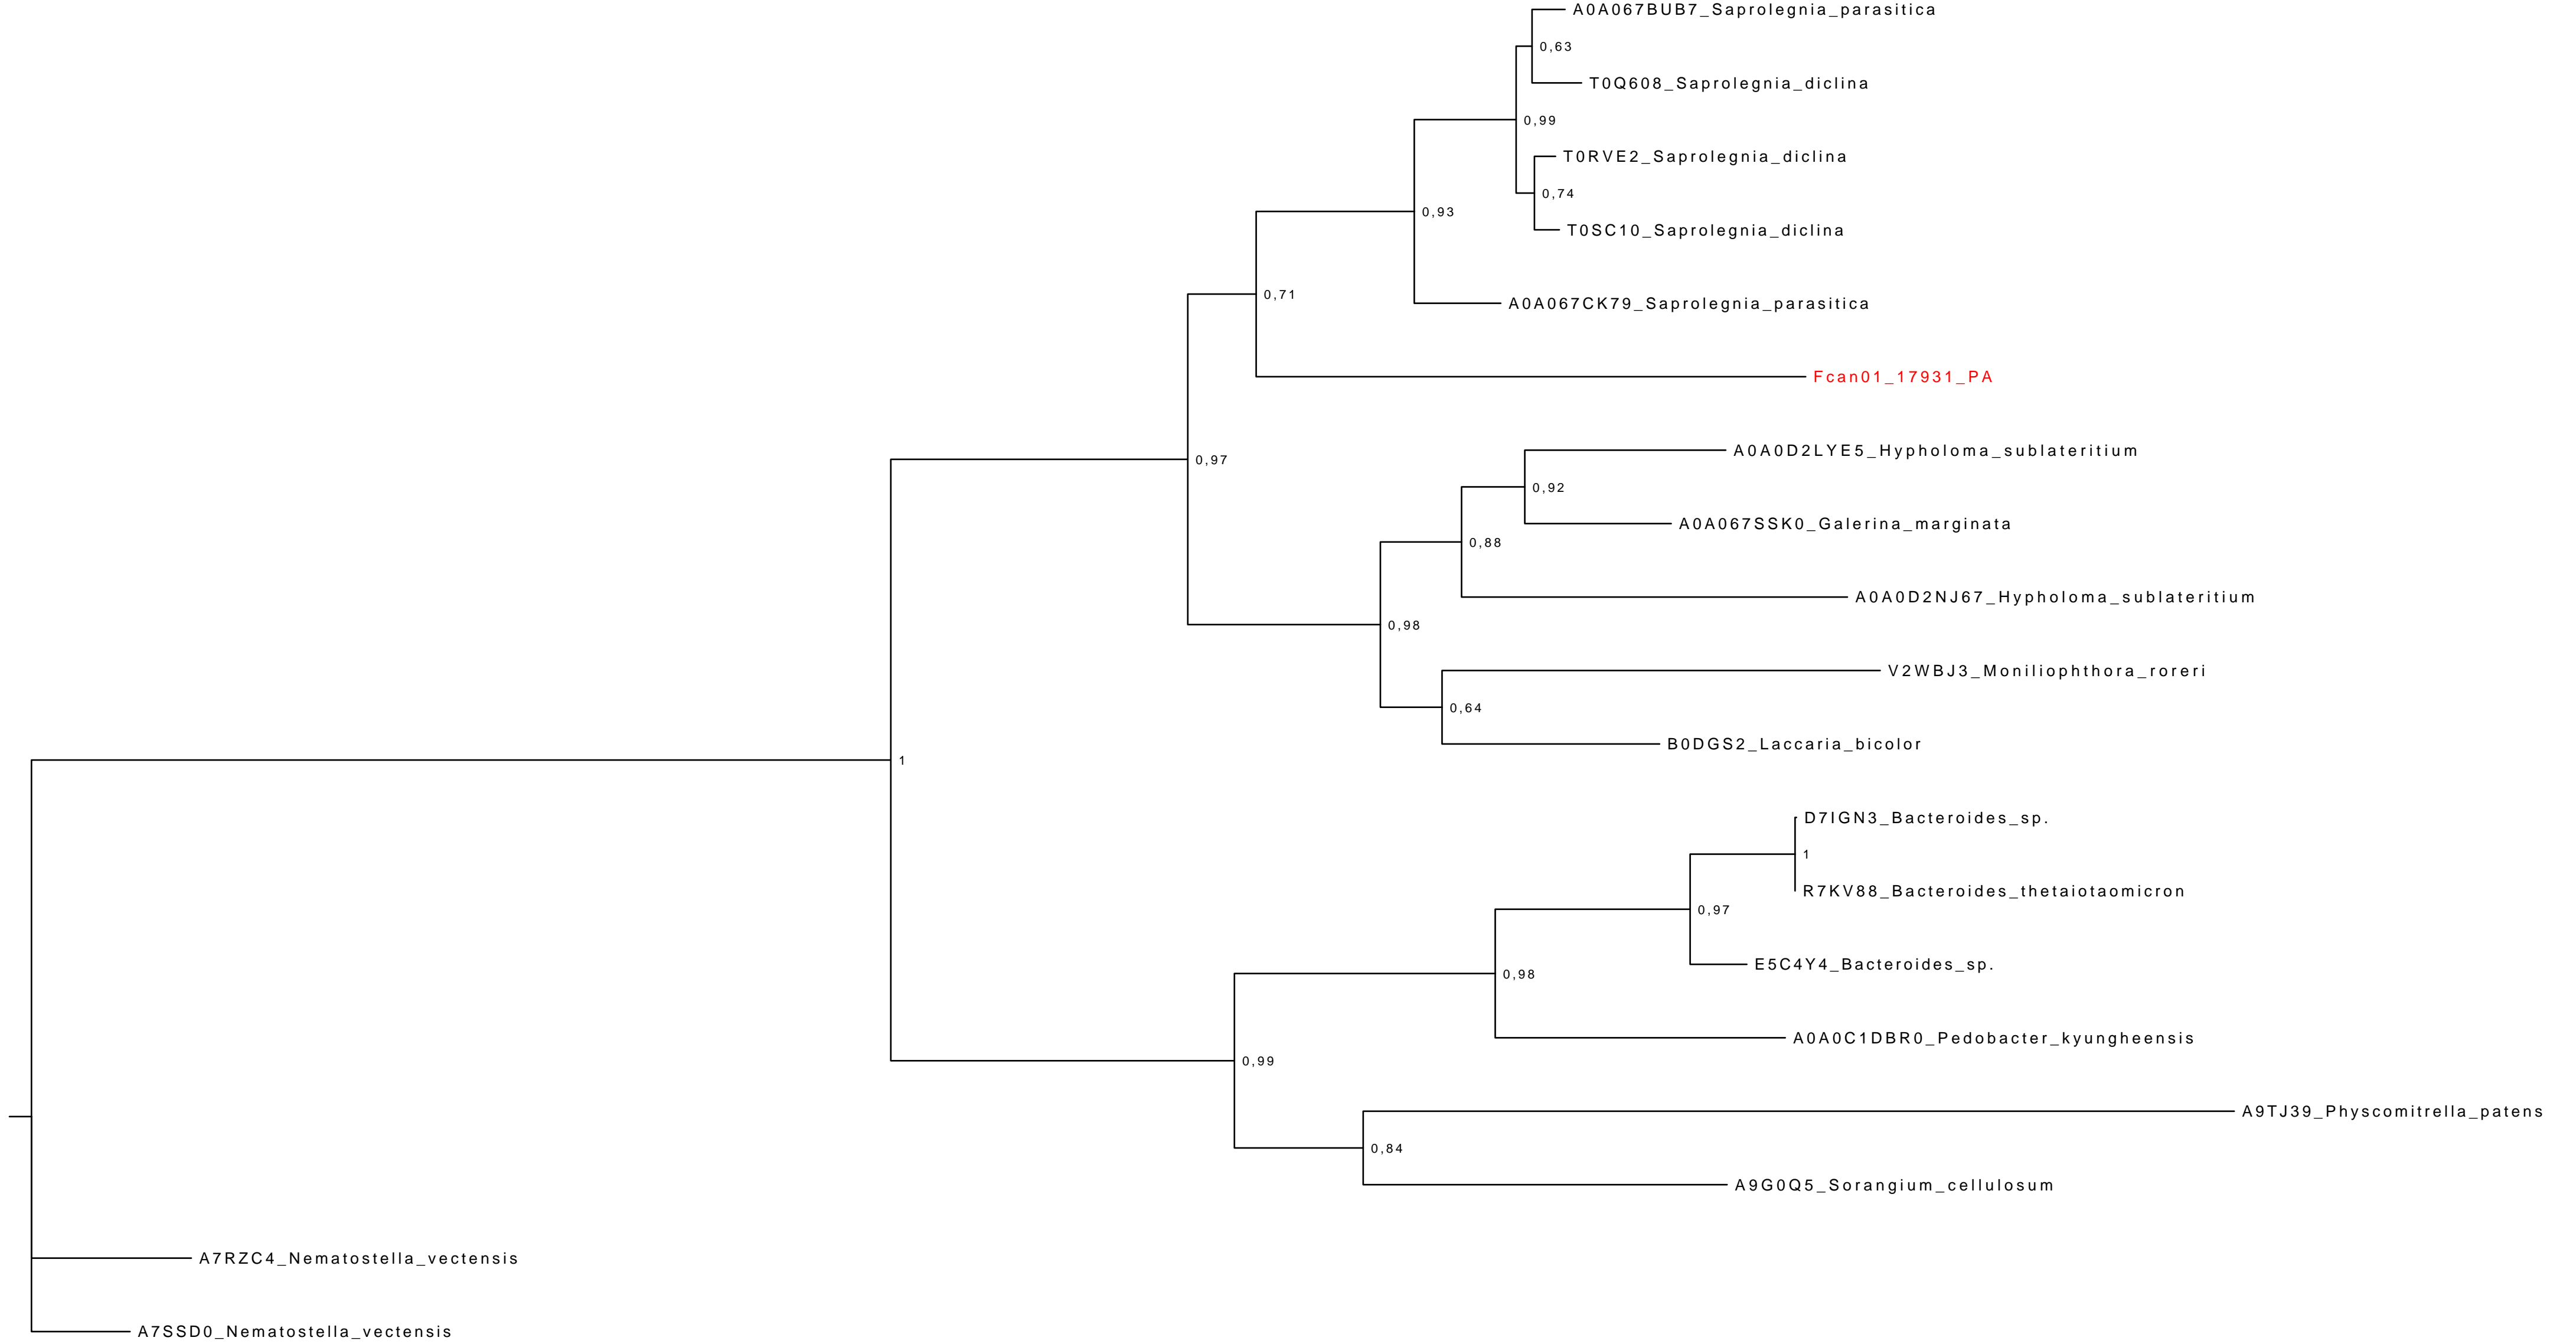 A0A067BUB7_Saprolegnia_parasitica
0,63
T0Q608_Saprolegnia_diclina
0,99
T0RVE2_Saprolegnia_diclina
0,74
T0SC10_Saprolegnia_diclina
0,93
0,71
A0A067CK79_Saprolegnia_parasitica
Fcan01_17931_PA
A0A0D2LYE5_Hypholoma_sublateritium
0,97
0,92
A0A067SSK0_Galerina_marginata
0,88
A0A0D2NJ67_Hypholoma_sublateritium
0,98
V2WBJ3_Moniliophthora_roreri
0,64
B0DGS2_Laccaria_bicolor
1
D7IGN3_Bacteroides_sp.
1
R7KV88_Bacteroides_thetaiotaomicron
0,97
E5C4Y4_Bacteroides_sp.
0,98
A0A0C1DBR0_Pedobacter_kyungheensis
0,99
A9TJ39_Physcomitrella_patens
0,84
A9G0Q5_Sorangium_cellulosum
A7RZC4_Nematostella_vectensis
A7SSD0_Nematostella_vectensis